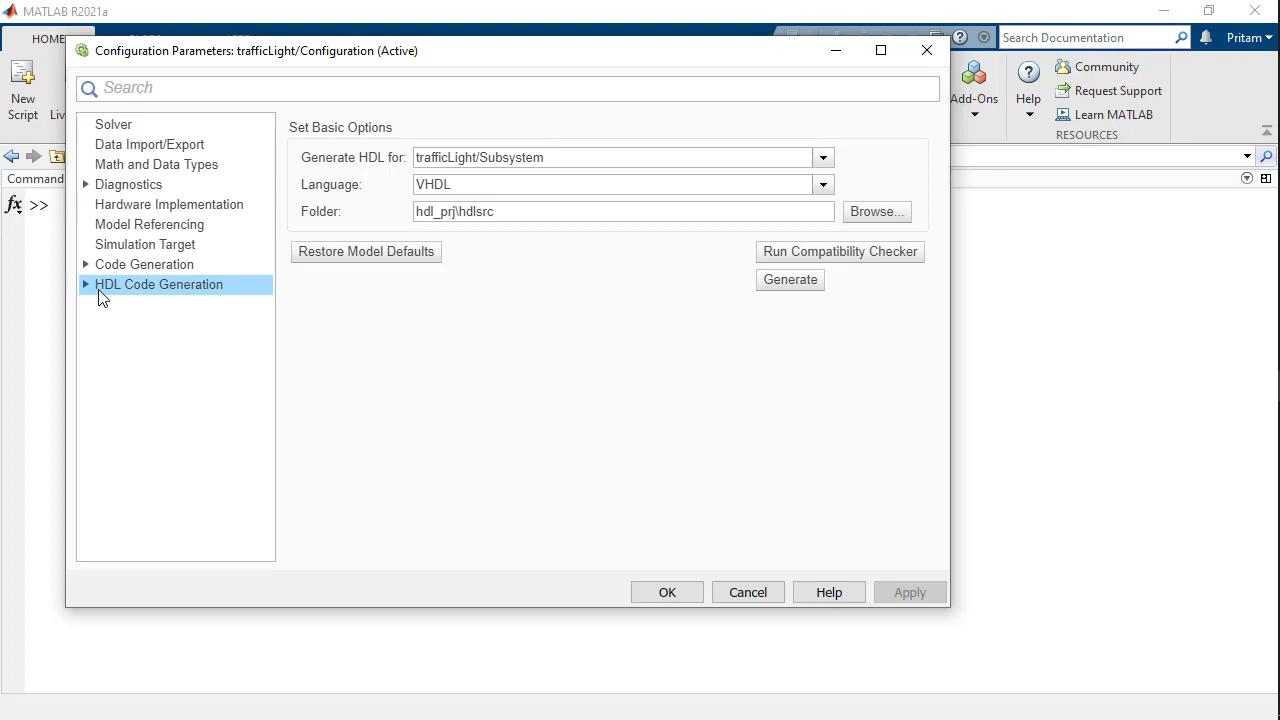 MATLAB R2021a
HOME
Search Documentation
Pritam
New
Script
Liv
Add-Ons
Help
Community
Request Support
Learn MATLAB
RESOURCES
Command
fx >>
Configuration Parameters: trafficLight/Configuration (Active)
Search
Solver
Data Import/Export
Math and Data Types
Diagnostics
Hardware Implementation
Model Referencing
Simulation Target
Code Generation
HDL Code Generation
Set Basic Options
Generate HDL for: trafficLight/Subsystem
Language: VHDL
Folder: hdl_prj\hdlsrc Browse...
Restore Model Defaults Run Compatibility Checker
Generate
OK Cancel Help Apply